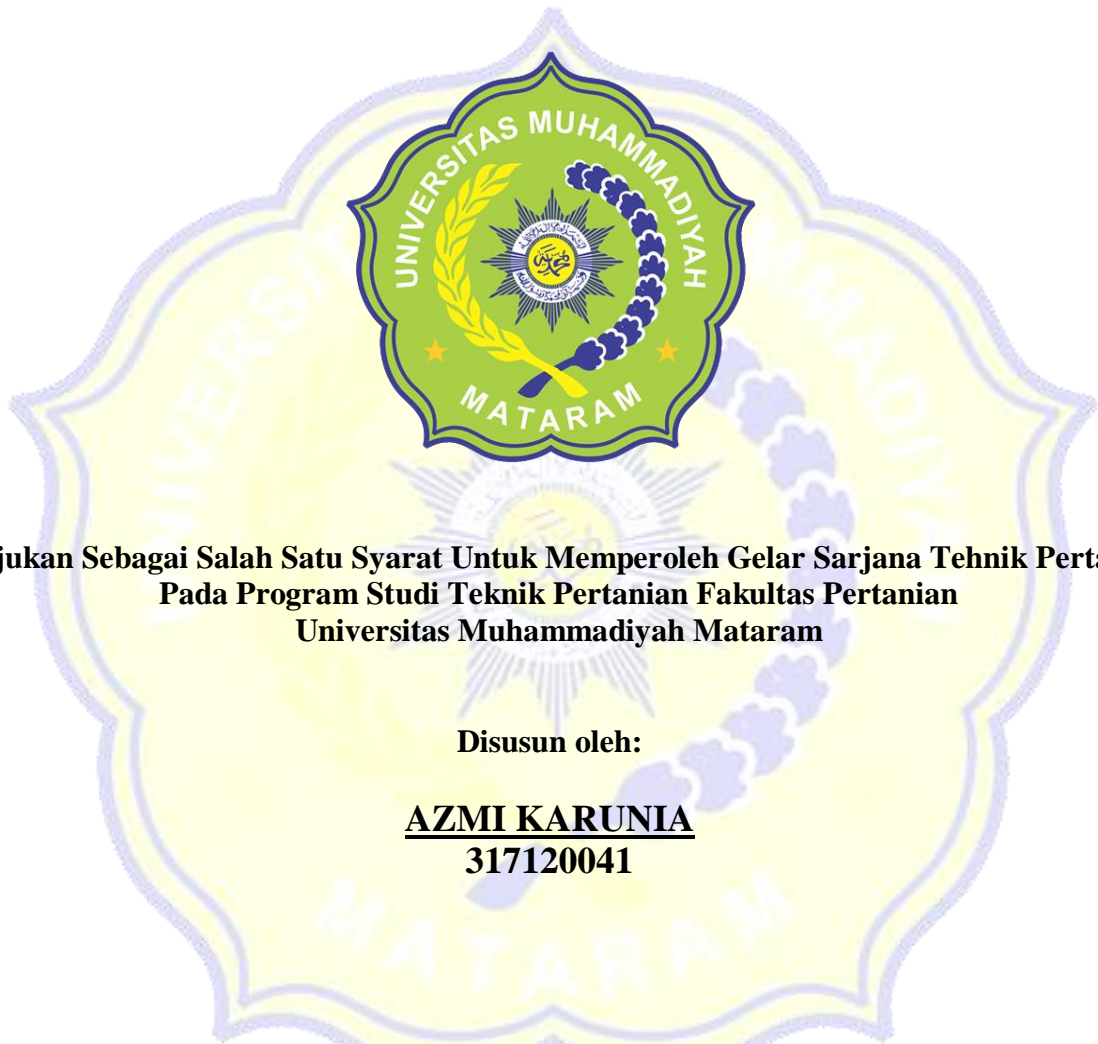 UNIVERSITAS MUHAMMADIYAH
MATARAM
jukan Sebagai Salah Satu Syarat Untuk Memperoleh Gelar Sarjana Tehnik Perta
Pada Program Studi Teknik Pertanian Fakultas Pertanian
Universitas Muhammadiyah Mataram
Disusun oleh:
AZMI KARUNIA
317120041